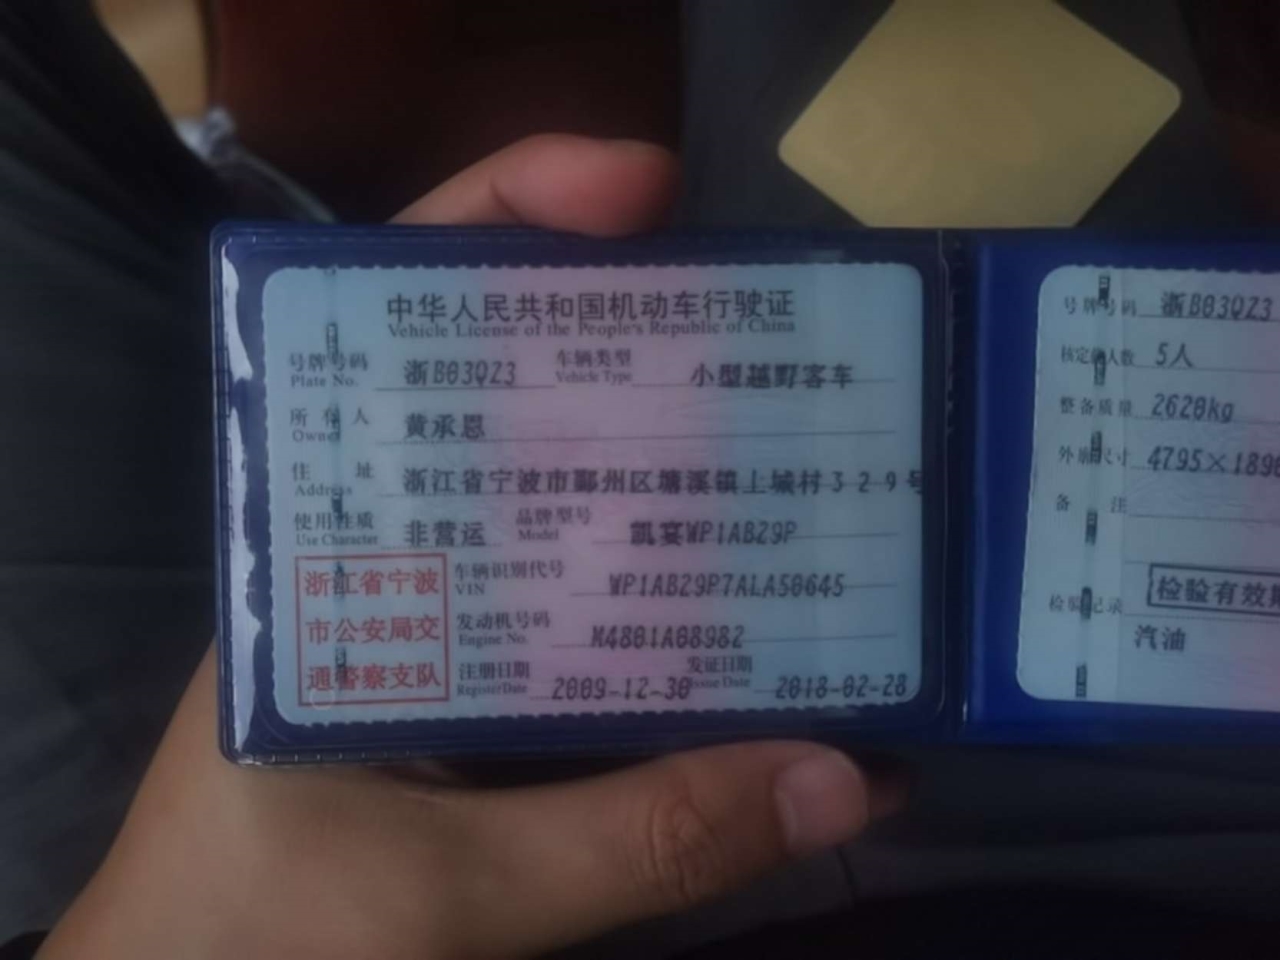 中华人民共和国机动车行驶证
Vehicle License of the People's Republic of China
号牌号码 浙B03QZ3 车辆类型 小型越野客车
Plate No. Vehicle Type
所有人 黄承恩
Owner
住址 浙江省宁波市鄞州区塘溪镇上城村329号
Address
使用性质 非营运 品牌型号 凯宴WP1AB29P
Use Character Model
浙江省宁波
市公安局交
通警察支队
车辆识别代号 WP1AB29P7ALA50645
VIN
发动机号码 M4801A08982
Engine No.
注册日期 2009-12-30 发证日期 2018-02-28
Register Date Issue Date
号牌号码 浙B03QZ3
核定载人数 5人
整备质量 2620kg
外廓尺寸 4795×189
备注
检验有效期
检验记录
汽油